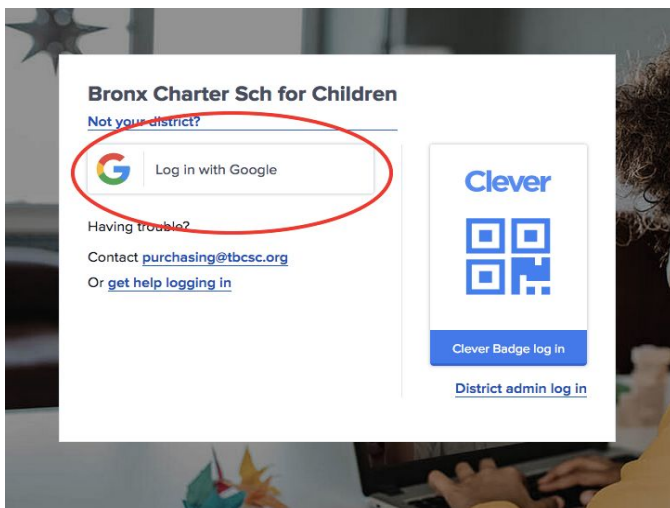 Bronx Charter Sch for Children
Not your district?
Log in with Google
Having trouble?
Contact purchasing@tbcsc.org
Or get help logging in
Clever
Clever Badge log in
District admin log in